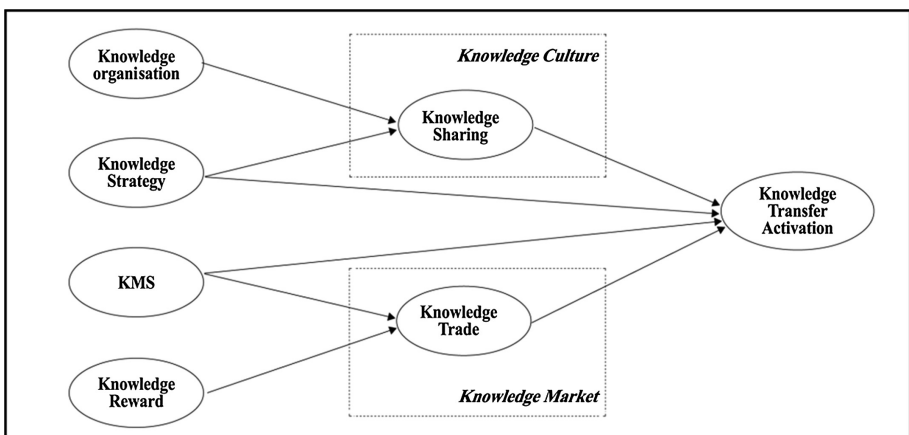 Knowledge
organisation
Knowledge Culture
Knowledge
Sharing
Knowledge
Strategy
Knowledge
Transfer
Activation
KMS
Knowledge
Trade
Knowledge
Reward
Knowledge Market